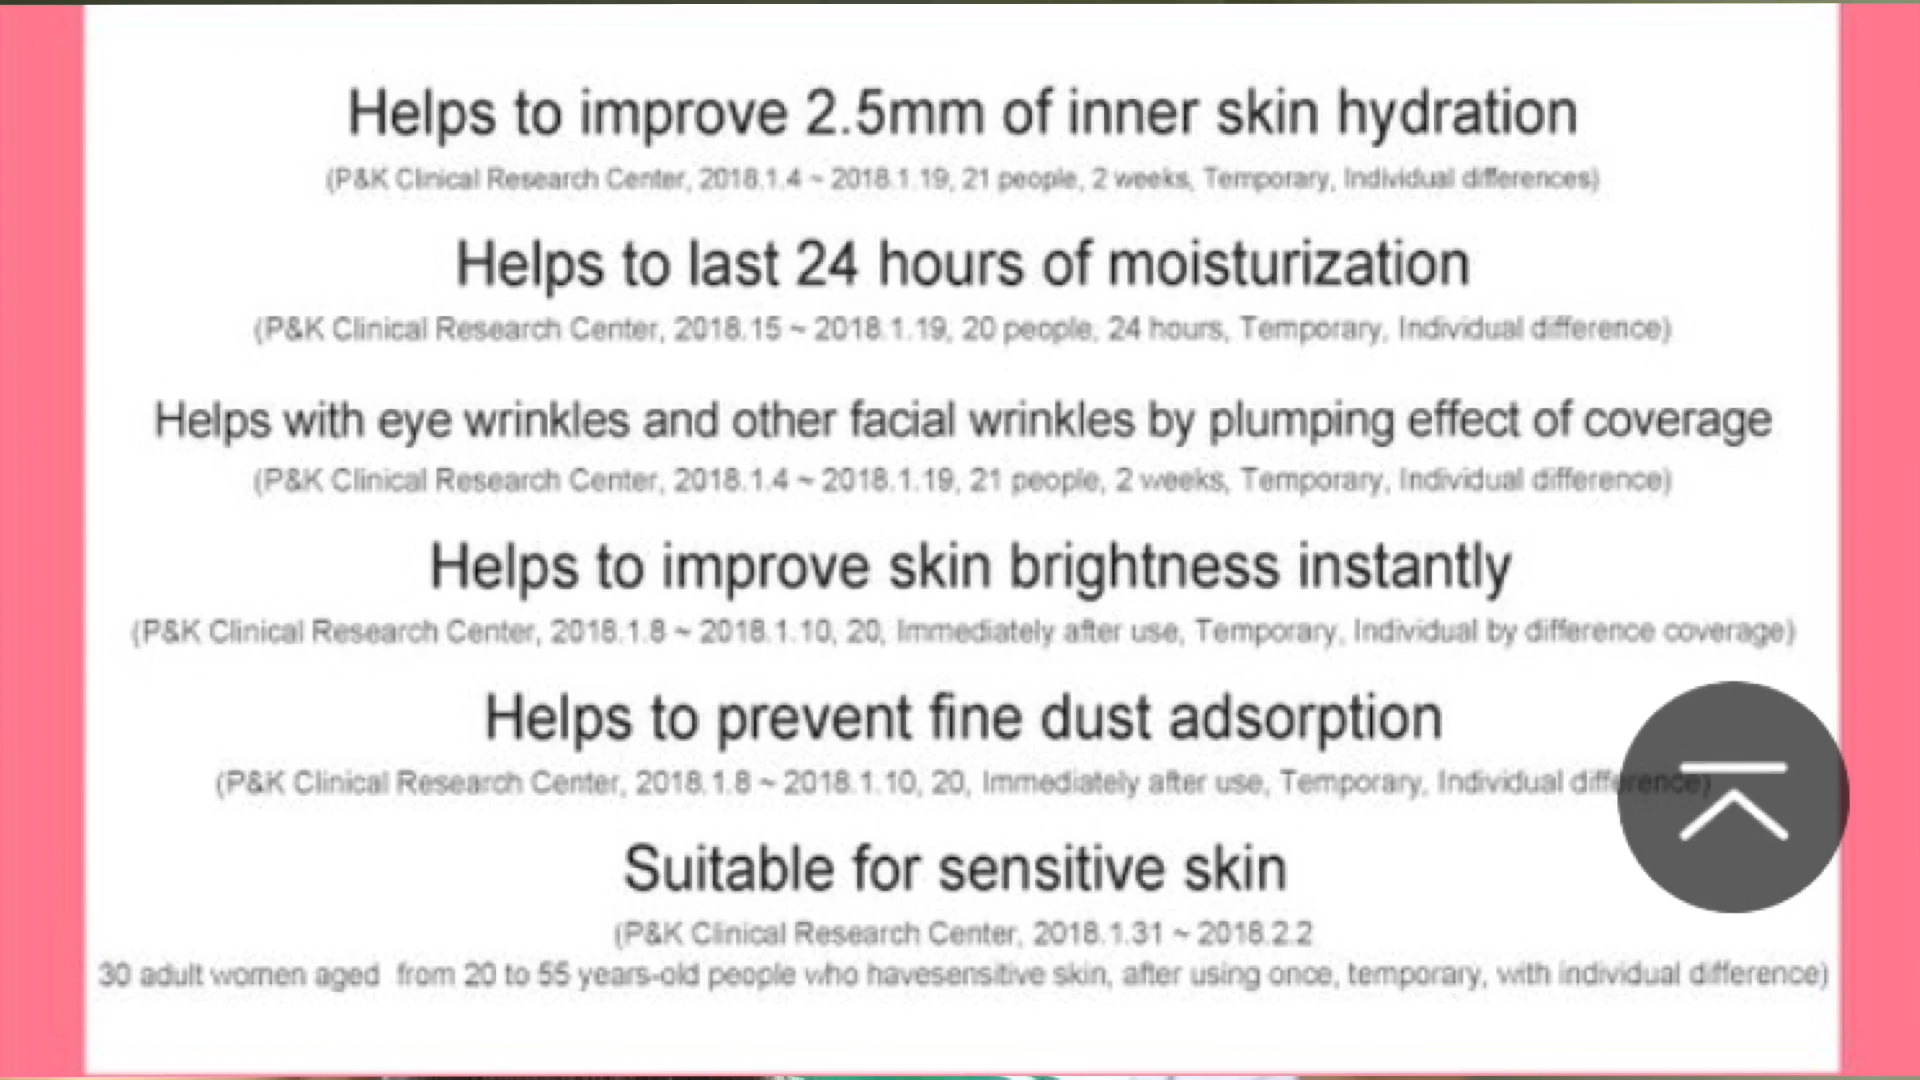 Helps to improve 2.5mm of inner skin hydration
(P&K Clinical Research Center, 2018.1.4 ~ 2018.1.19, 21 people, 2 weeks, Temporary, Individual differences)
Helps to last 24 hours of moisturization
(P&K Clinical Research Center, 2018.15 ~ 2018.1.19, 20 people, 24 hours, Temporary, Individual difference)
Helps with eye wrinkles and other facial wrinkles by plumping effect of coverage
(P&K Clinical Research Center, 2018.1.4 ~ 2018.1.19, 21 people, 2 weeks, Temporary, Individual difference)
Helps to improve skin brightness instantly
(P&K Clinical Research Center, 2018.1.8 ~ 2018.1.10, 20, Immediately after use, Temporary, Individual by difference coverage)
Helps to prevent fine dust adsorption
(P&K Clinical Research Center, 2018.1.8 ~ 2018.1.10, 20, Immediately after use, Temporary, Individual difference)
Suitable for sensitive skin
(P&K Clinical Research Center, 2018.1.31 ~ 2018.2.2
30 adult women aged from 20 to 55 years-old people who havesensitive skin, after using once, temporary, with individual difference)